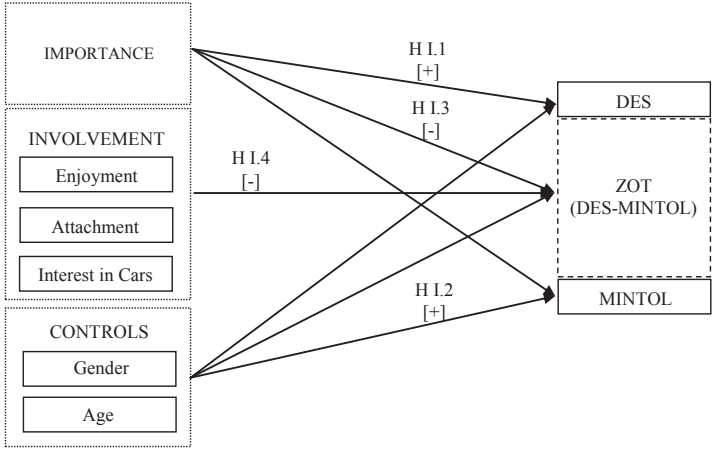 IMPORTANCE
INVOLVEMENT
Enjoyment
Attachment
Interest in Cars
CONTROLS
Gender
Age
H I.1
[+]
H I.3
[-]
H I.4
[-]
H I.2
[+]
DES
ZOT
(DES-MINTOL)
MINTOL